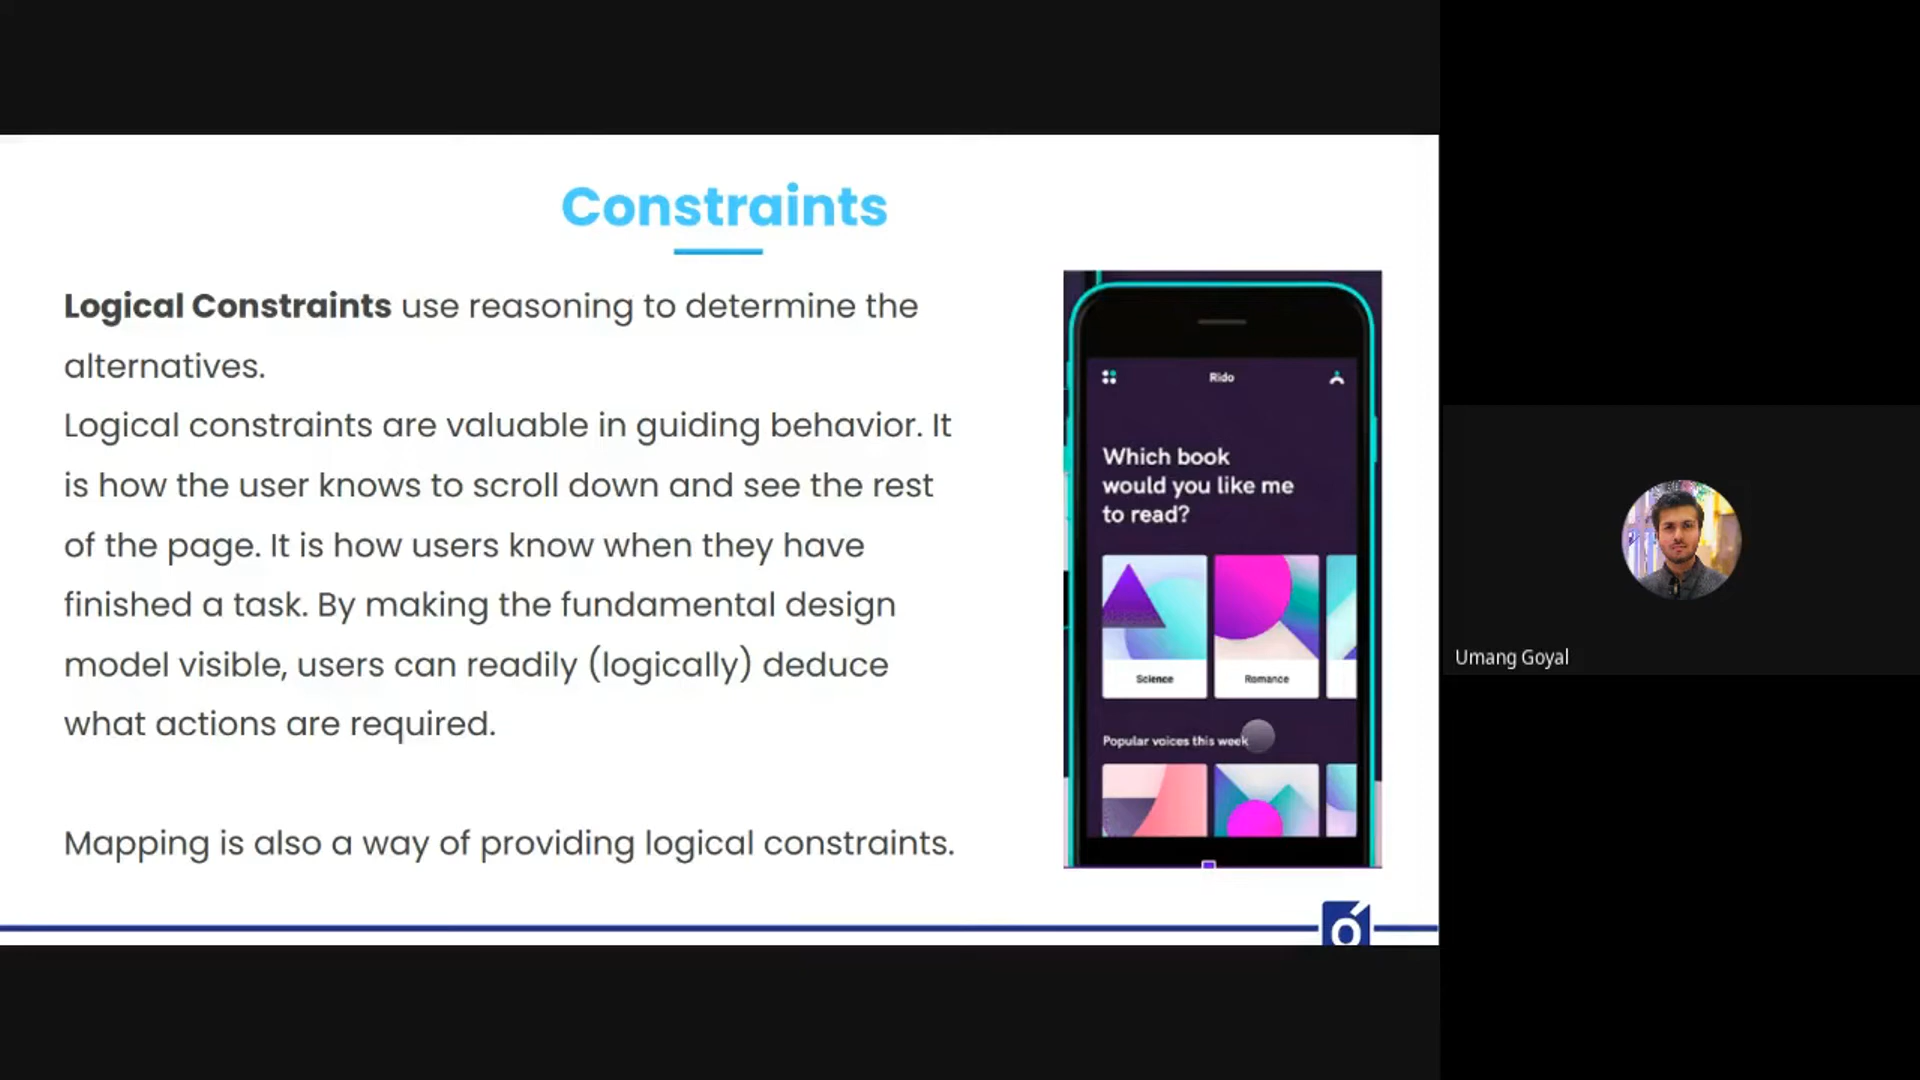 Constraints
Logical Constraints use reasoning to determine the
alternatives.
Logical constraints are valuable in guiding behavior. It
is how the user knows to scroll down and see the rest
of the page. It is how users know when they have
finished a task. By making the fundamental design
model visible, users can readily (logically) deduce
what actions are required.
Mapping is also a way of providing logical constraints.
Rido
Which book
would you like me
to read?
Science
Romance
Popular voices this week
Umang Goyal